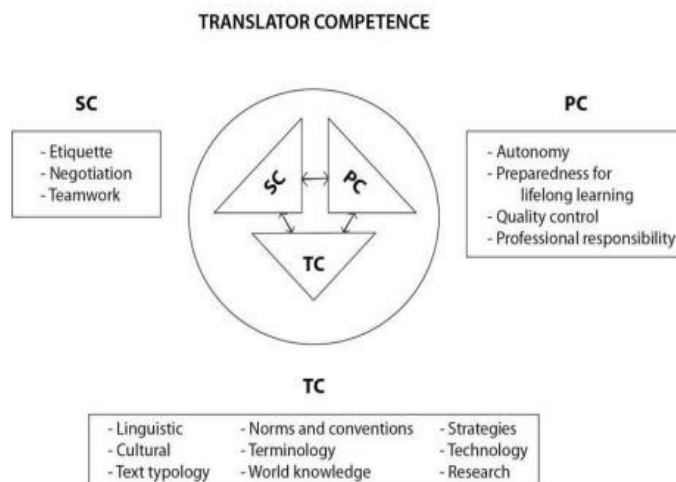 TRANSLATOR COMPETENCE
SC
- Etiquette
- Negotiation
- Teamwork
PC
- Autonomy
- Preparedness for
lifelong learning
- Quality control
- Professional responsibility
SC
PC
TC
TC
- Linguistic - Norms and conventions - Strategies
- Cultural - Terminology - Technology
- Text typology - World knowledge - Research